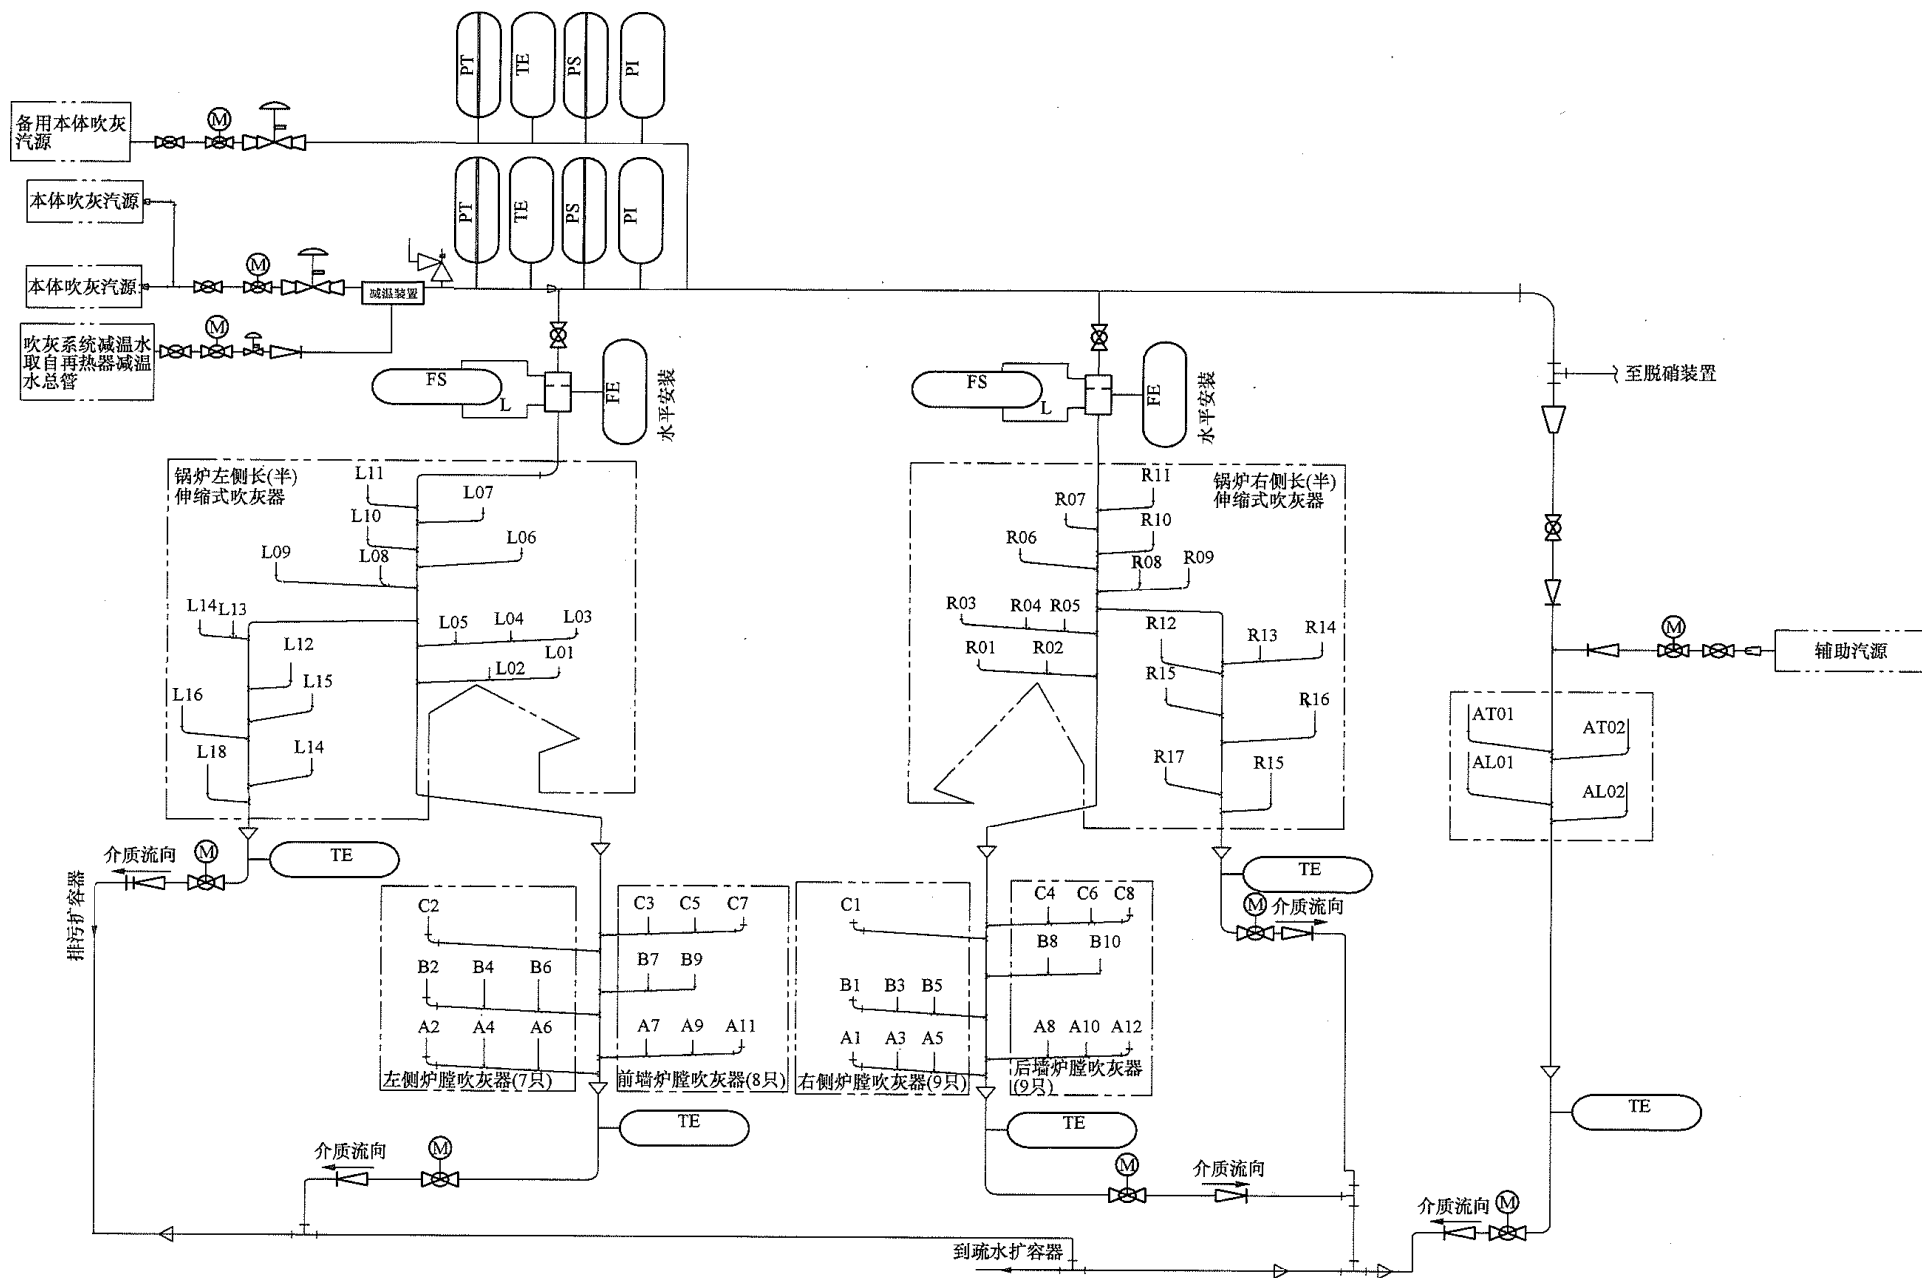 PT
TE
PS
PI
备用本体吹灰
汽源
M
本体吹灰汽源
PT
TE
PS
PI
M
本体吹灰汽源
减温装置
吹灰系统减温水
取自再热器减温
水总管
M
FS
L
FE
水平安装
FS
L
FE
水平安装
至脱硝装置
锅炉左侧长(半)
伸缩式吹灰器
L11
L07
L10
L06
L09
L08
L14
L13
L05
L04
L03
L12
L02
L01
L16
L15
L18
L14
锅炉右侧长(半)
伸缩式吹灰器
R11
R07
R10
R06
R08
R09
R03
R04
R05
R12
R13
R14
R01
R02
R15
R16
R17
R15
M
辅助汽源
AT01
AT02
AL01
AL02
介质流向
M
TE
排污扩容器
TE
M
介质流向
C2
C3
C5
C7
B2
B4
B6
B7
B9
A2
A4
A6
A7
A9
A11
左侧炉膛吹灰器(7只)
前墙炉膛吹灰器(8只)
C1
C4
C6
C8
B8
B10
B1
B3
B5
A1
A3
A5
A8
A10
A12
右侧炉膛吹灰器(9只)
后墙炉膛吹灰器
(9只)
TE
TE
TE
介质流向
M
M
介质流向
介质流向
M
到疏水扩容器